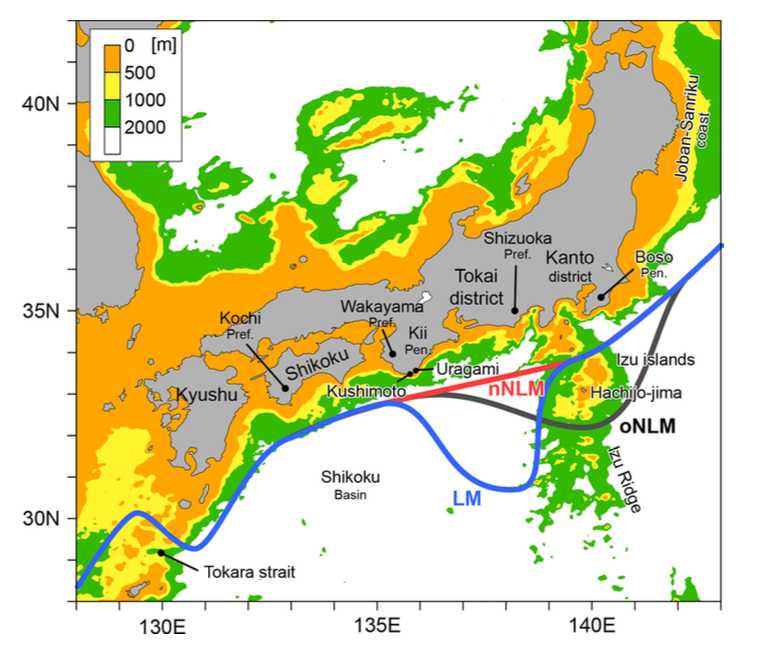 0 [m]
500
1000
2000
40N
35N
30N
130E
135E
140E
Joban-Sanriku
coast
Shizuoka
Pref.
Kanto
district
Boso
Pen.
Tokai
district
Wakayama
Pref.
Kochi
Pref.
Kii
Pen.
Shikoku
Uragami
Kushimoto
Kyushu
nNLM
Izu islands
Hachijo-jima
oNLM
Izu Ridge
Shikoku
Basin
LM
Tokara strait